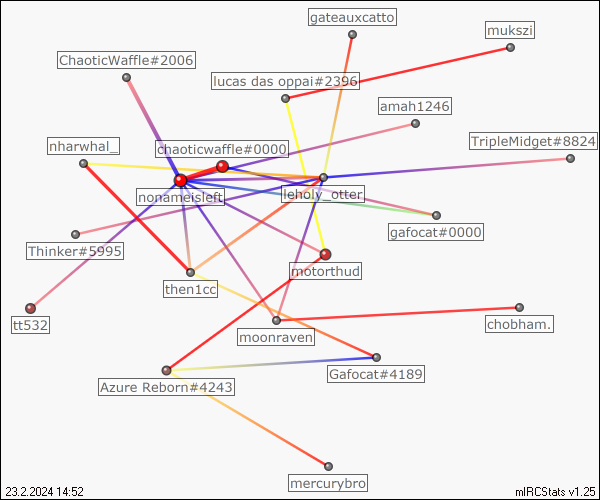 gateauxcatto
mukszi
ChaoticWaffle#2006
lucas das oppai#2396
amah1246
nharwhal_
chaoticwaffle#0000
TripleMidget#8824
nonameisleft
leholy_otter
gafocat#0000
Thinker#5995
motorthud
then1cc
tt532
moonraven
chobham.
Azure Reborn#4243
Gafocat#4189
mercurybro
23.2.2024 14:52
mIRCStats v1.25